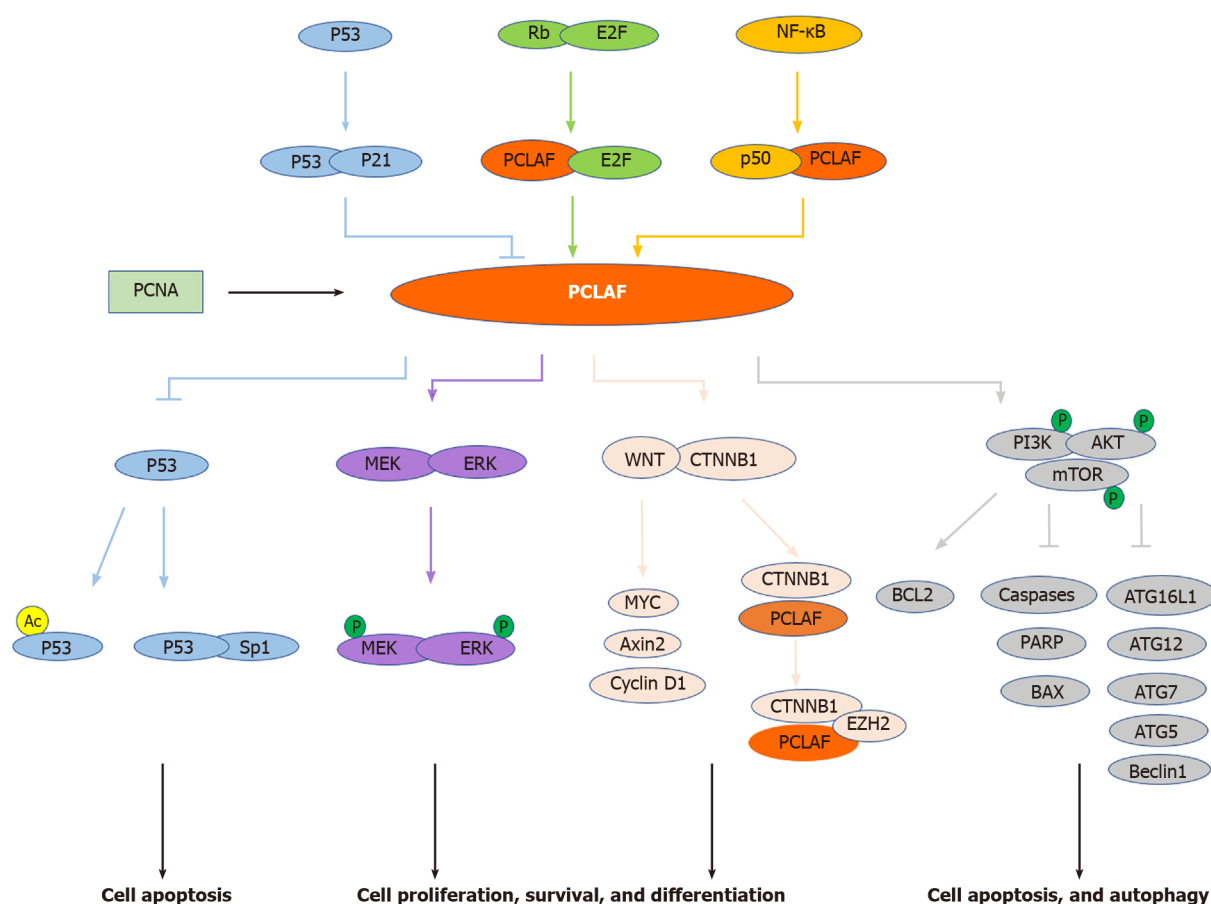 P53
Rb
E2F
NF-κB
P53
P21
PCLAF
E2F
p50
PCLAF
PCNA
PCLAF
P53
MEK
ERK
WNT
CTNNB1
P
P
PI3K
AKT
mTOR
P
Ac
P53
P53
Sp1
P
P
MEK
ERK
MYC
Axin2
Cyclin D1
CTNNB1
PCLAF
CTNNB1
EZH2
PCLAF
BCL2
Caspases
PARP
BAX
ATG16L1
ATG12
ATG7
ATG5
Beclin1
Cell apoptosis
Cell proliferation, survival, and differentiation
Cell apoptosis, and autophagy